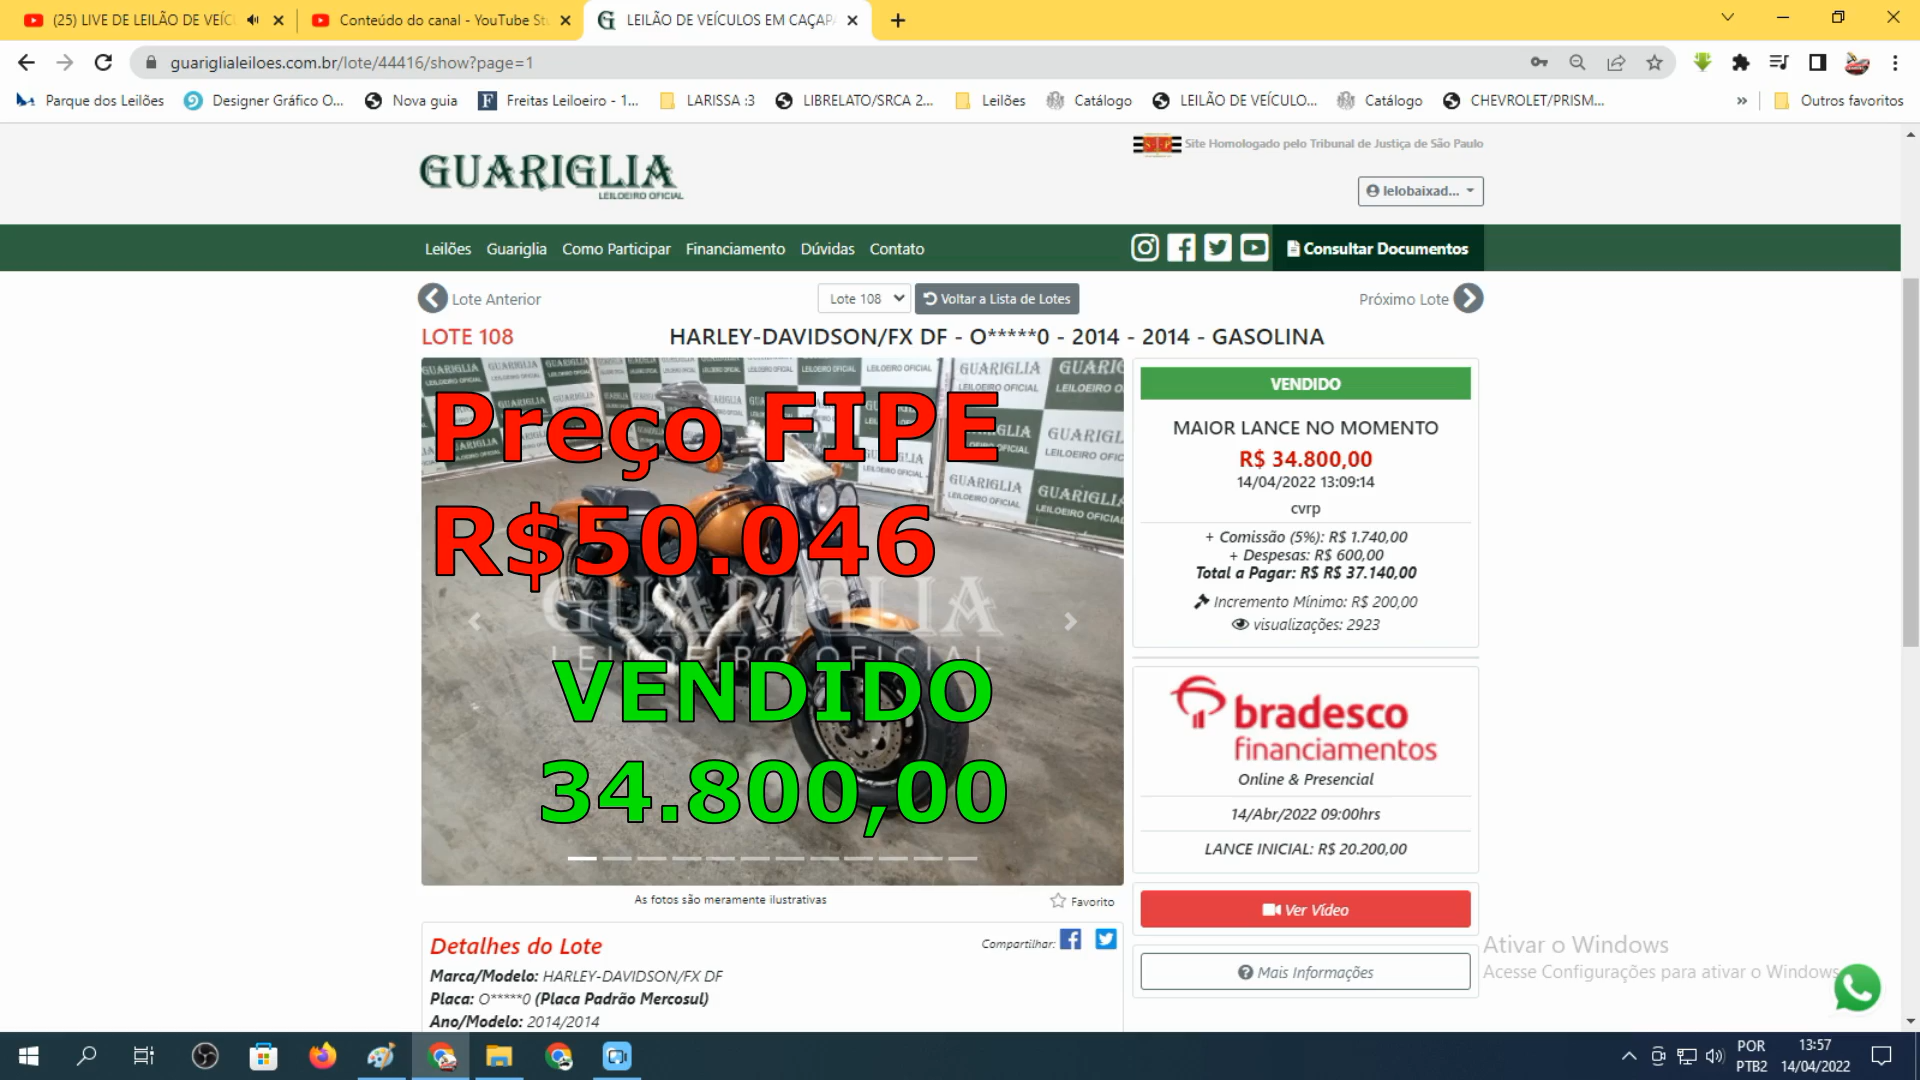 (25) LIVE DE LEILÃO DE VEÍC
Conteúdo do canal - YouTube St
LEILÃO DE VEÍCULOS EM CAÇAP
guariglialeiloes.com.br/lote/44416/show?page=1
Parque dos Leilões
Designer Gráfico O...
Nova guia
Freitas Leiloeiro - 1...
LARISSA :3
LIBRELATO/SRCA 2...
Leilões
Catálogo
LEILÃO DE VEÍCULO...
Catálogo
CHEVROLET/PRISM...
»
Outros favoritos
GUARIGLIA
LEILOEIRO OFICIAL
Site Homologado pelo Tribunal de Justiça de São Paulo
lelobaixad...
Leilões
Guariglia
Como Participar
Financiamento
Dúvidas
Contato
Consultar Documentos
Lote Anterior
Lote 108
Voltar a Lista de Lotes
Próximo Lote
LOTE 108
HARLEY-DAVIDSON/FX DF - O*****0 - 2014 - 2014 - GASOLINA
Preço FIPE
R$50.046
GUARIGLIA
LEILOEIRO OFICIAL
VENDIDO
34.800,00
As fotos são meramente ilustrativas
Favorito
VENDIDO
MAIOR LANCE NO MOMENTO
R$ 34.800,00
14/04/2022 13:09:14
cvrp
+ Comissão (5%): R$ 1.740,00
+ Despesas: R$ 600,00
Total a Pagar: R$ R$ 37.140,00
Incremento Mínimo: R$ 200,00
visualizações: 2923
bradesco
financiamentos
Online & Presencial
14/Abr/2022 09:00hrs
LANCE INICIAL: R$ 20.200,00
Ver Vídeo
Mais Informações
Detalhes do Lote
Compartilhar:
Marca/Modelo: HARLEY-DAVIDSON/FX DF
Placa: O*****0 (Placa Padrão Mercosul)
Ano/Modelo: 2014/2014
Ativar o Windows
Acesse Configurações para ativar o Windows
POR
PTB2
13:57
14/04/2022